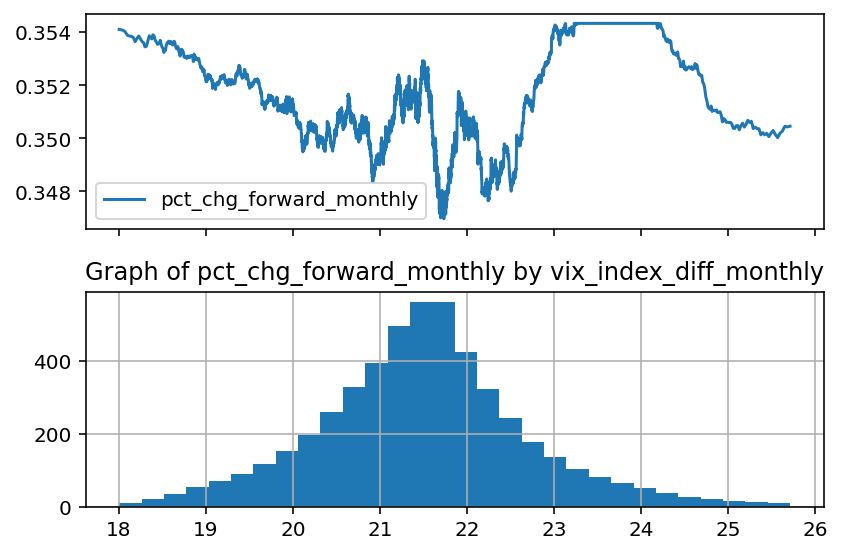 0.354
0.352
0.350
0.348
pct_chg_forward_monthly
Graph of pct_chg_forward_monthly by vix_index_diff_monthly
400
200
0
18 19 20 21 22 23 24 25 26